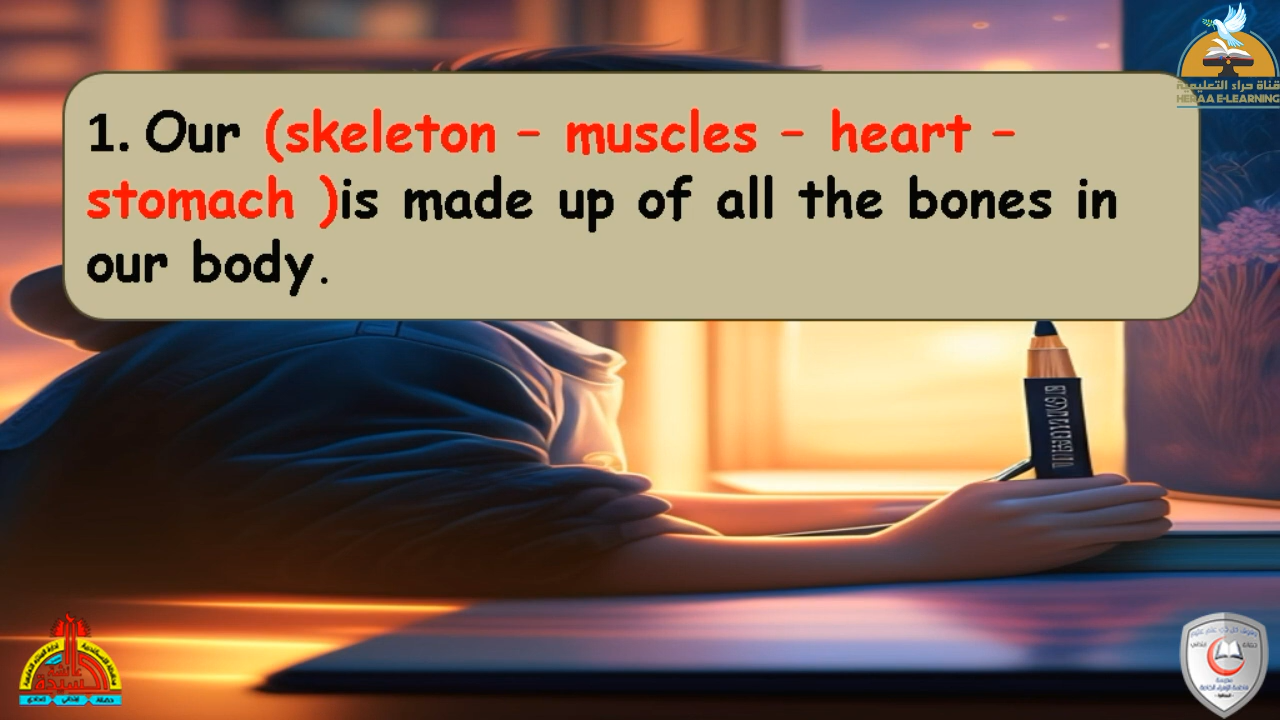 قناة حراء التعليمية
HERAA E-LEARNING
1. Our (skeleton – muscles – heart –
stomach )is made up of all the bones in
our body.